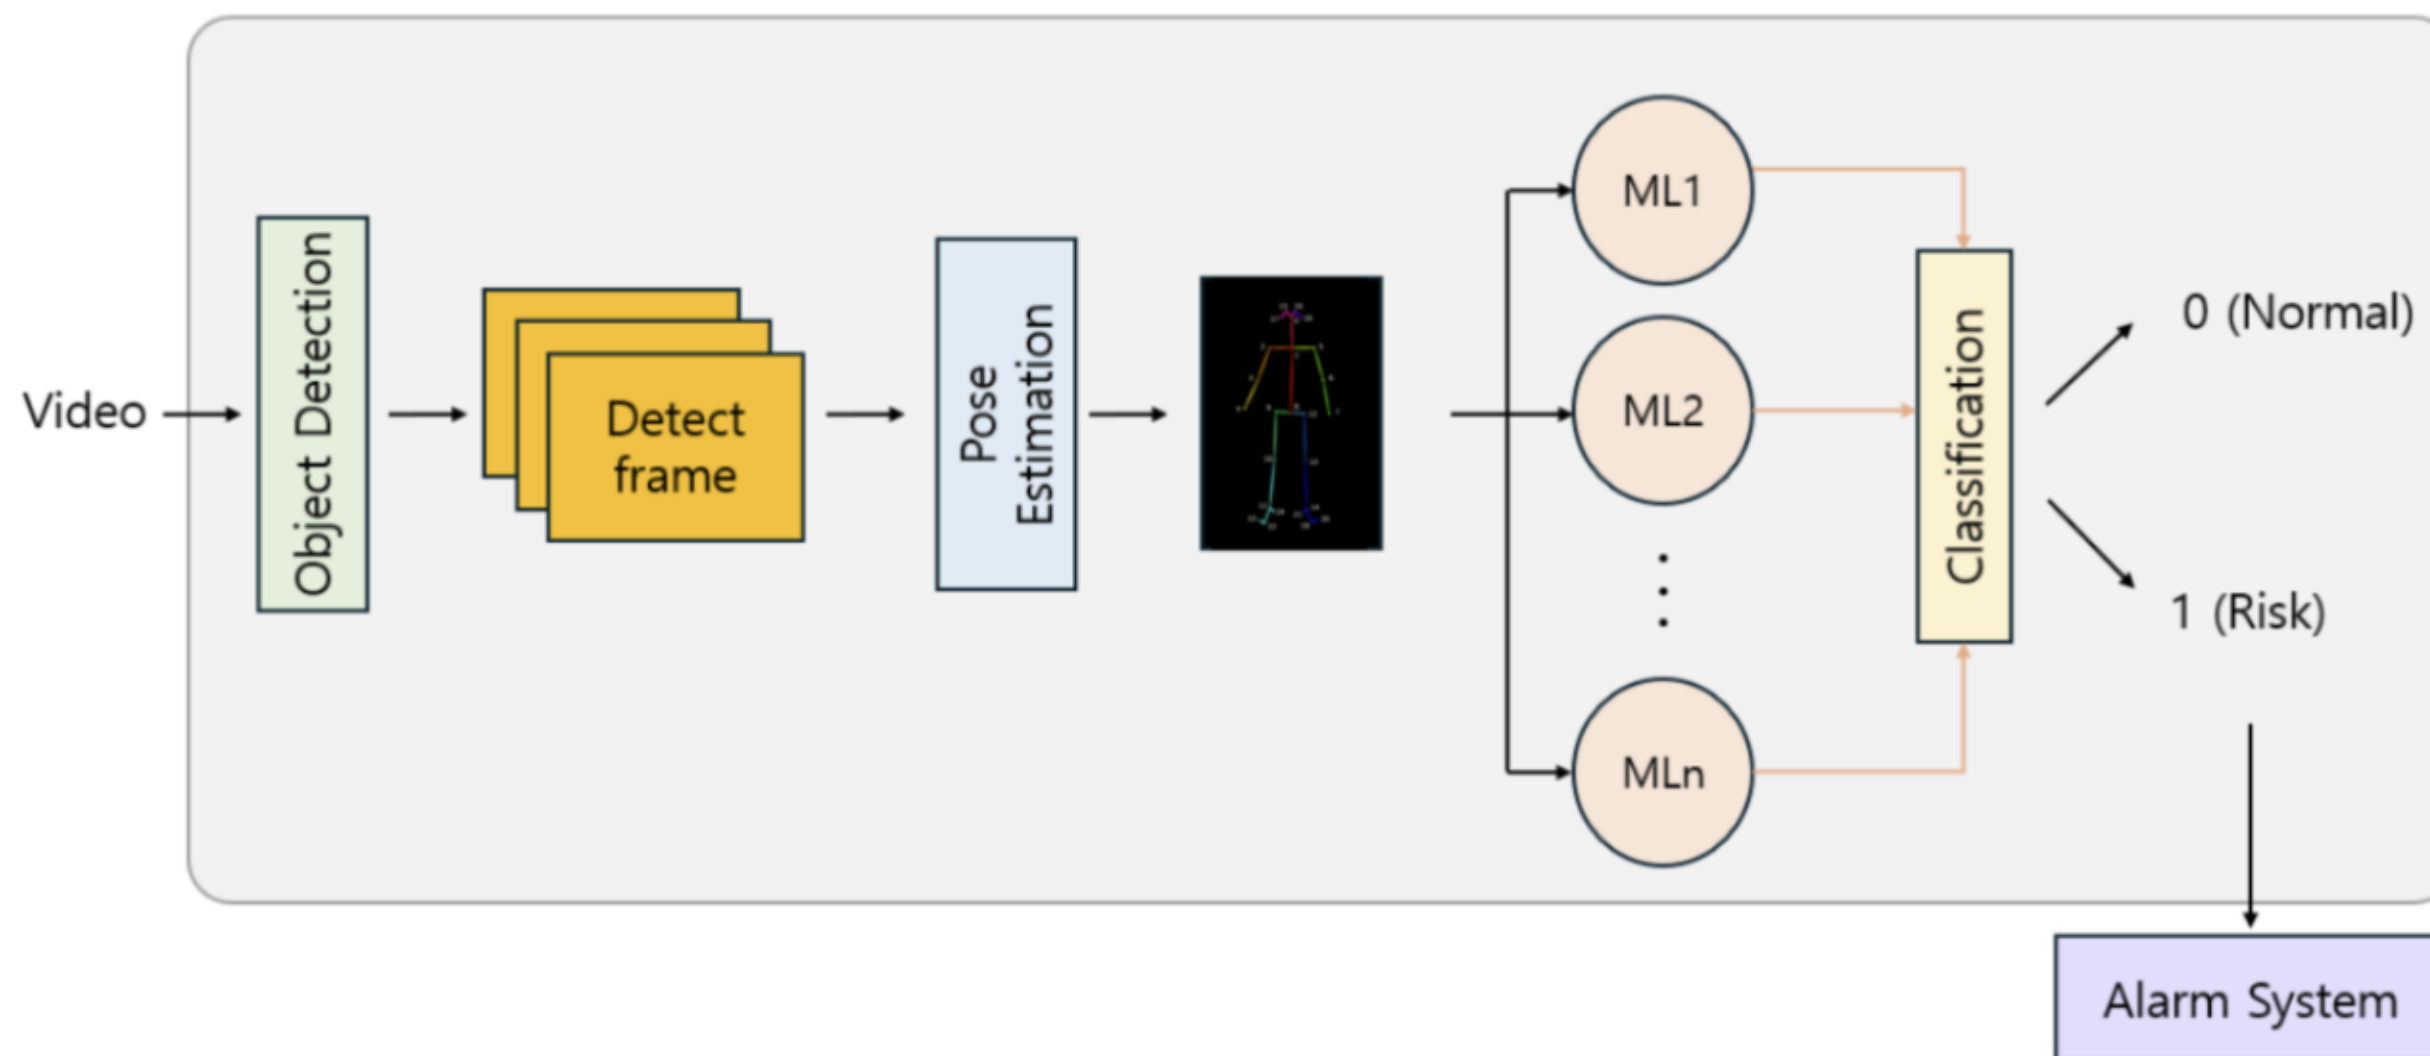 Video
Object Detection
Detect
frame
Pose
Estimation
ML1
ML2
MLn
Classification
0 (Normal)
1 (Risk)
Alarm System